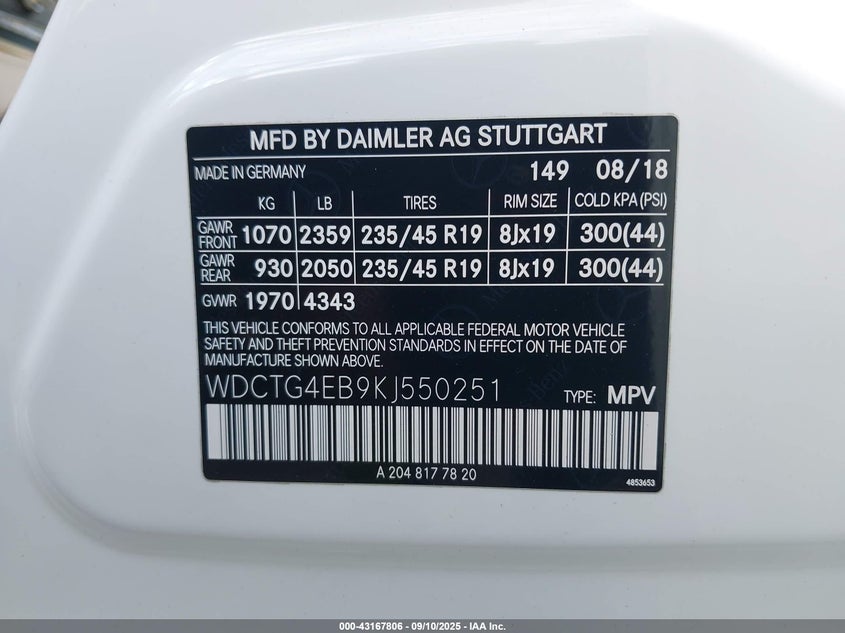 MFD BY DAIMLER AG STUTTGART
MADE IN GERMANY 149 08/18
KG LB TIRES RIM SIZE COLD KPA (PSI)
GAWR FRONT 1070 2359 235/45 R19 8Jx19 300(44)
GAWR REAR 930 2050 235/45 R19 8Jx19 300(44)
GVWR 1970 4343
THIS VEHICLE CONFORMS TO ALL APPLICABLE FEDERAL MOTOR VEHICLE
SAFETY AND THEFT PREVENTION STANDARDS IN EFFECT ON THE DATE OF
MANUFACTURE SHOWN ABOVE.
WDCTG4EB9KJ550251 TYPE: MPV
A 204 817 78 20
4853653
000-43167806 - 09/10/2025 - IAA Inc.